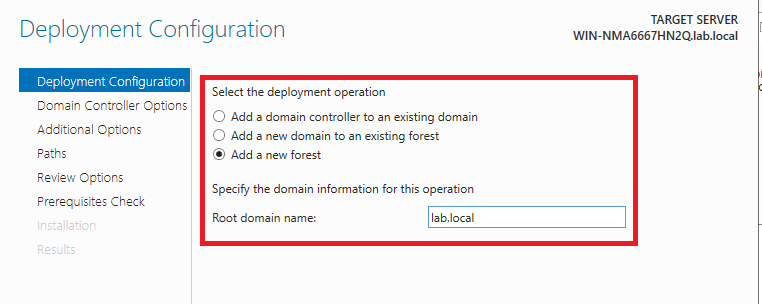 Deployment Configuration
TARGET SERVER
WIN-NMA6667HN2Q.lab.local
Deployment Configuration
Domain Controller Options
Additional Options
Paths
Review Options
Prerequisites Check
Installation
Results
Select the deployment operation
Add a domain controller to an existing domain
Add a new domain to an existing forest
Add a new forest
Specify the domain information for this operation
Root domain name:
lab.local